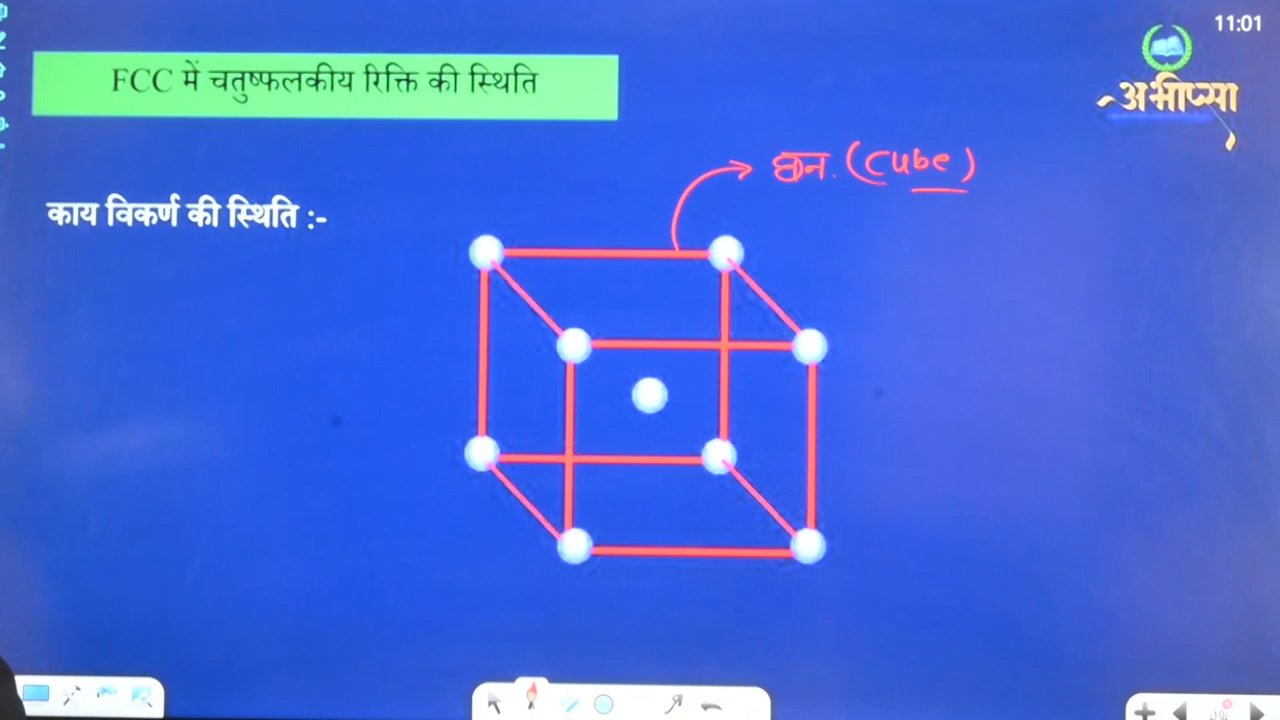 11:01
FCC में चतुष्फलकीय रिक्ति की स्थिति
अभीप्सा
घन. (Cube)
काय विकर्ण की स्थिति :-